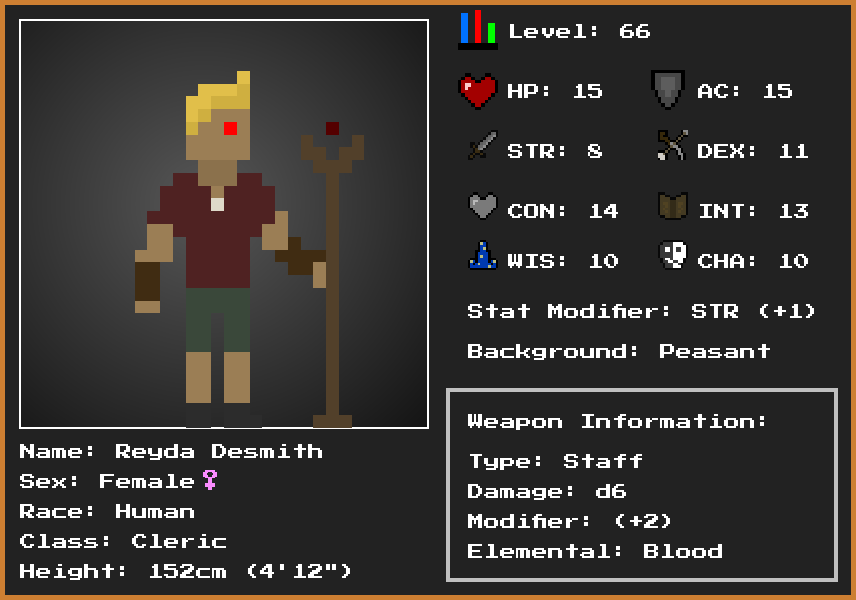 Level: 66
HP: 15
AC: 15
STR: 8
DEX: 11
CON: 14
INT: 13
WIS: 10
CHA: 10
Stat Modifier: STR (+1)
Background: Peasant
Weapon Information:
Type: Staff
Damage: d6
Modifier: (+2)
Elemental: Blood
Name: Reyda Desmith
Sex: Female♀
Race: Human
Class: Cleric
Height: 152cm (4'12")